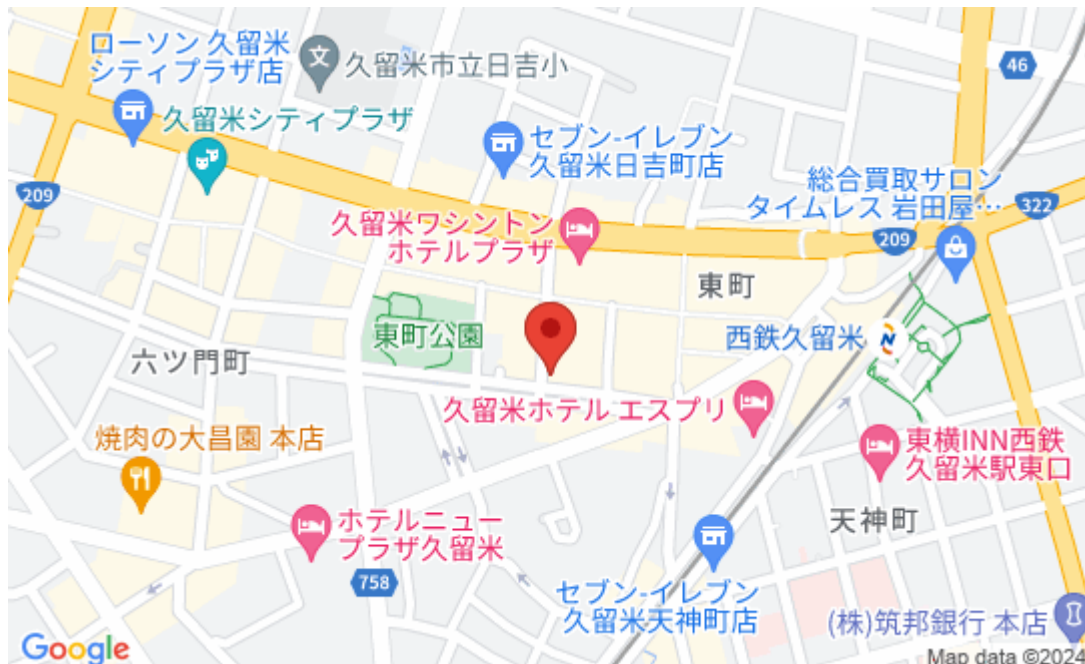 ローソン 久留米
シティプラザ店
文
久留米市立日吉小
46
久留米シティプラザ
セブン-イレブン
久留米日吉町店
総合買取サロン
タイムレス 岩田屋…
209
322
久留米ワシントン
ホテルプラザ
209
東町
東町公園
西鉄久留米
六ツ門町
久留米ホテル エスプリ
焼肉の大昌園 本店
東横INN西鉄
久留米駅東口
ホテルニュー
プラザ久留米
天神町
758
セブン-イレブン
久留米天神町店
(株)筑邦銀行 本店
Google
Map data ©2024